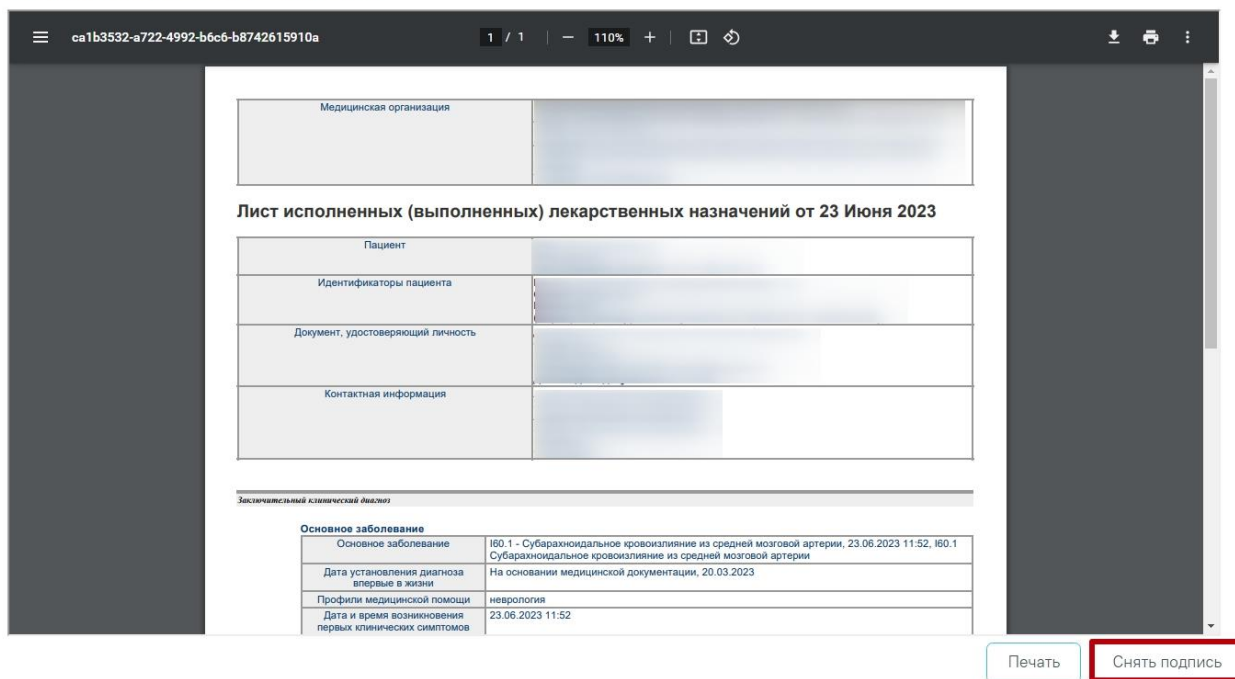 ca1b3532-a722-4992-b6c6-b8742615910a
1 / 1
110%
Медицинская организация
Лист исполненных (выполненных) лекарственных назначений от 23 Июня 2023
Пациент
Идентификаторы пациента
Документ, удостоверяющий личность
Контактная информация
Заключительный клинический диагноз
Основное заболевание
Основное заболевание
I60.1 - Субарахноидальное кровоизлияние из средней мозговой артерии, 23.06.2023 11:52, I60.1
Субарахноидальное кровоизлияние из средней мозговой артерии
Дата установления диагноза
впервые в жизни
На основании медицинской документации, 20.03.2023
Профили медицинской помощи
неврология
Дата и время возникновения
первых клинических симптомов
23.06.2023 11:52
Печать
Снять подпись